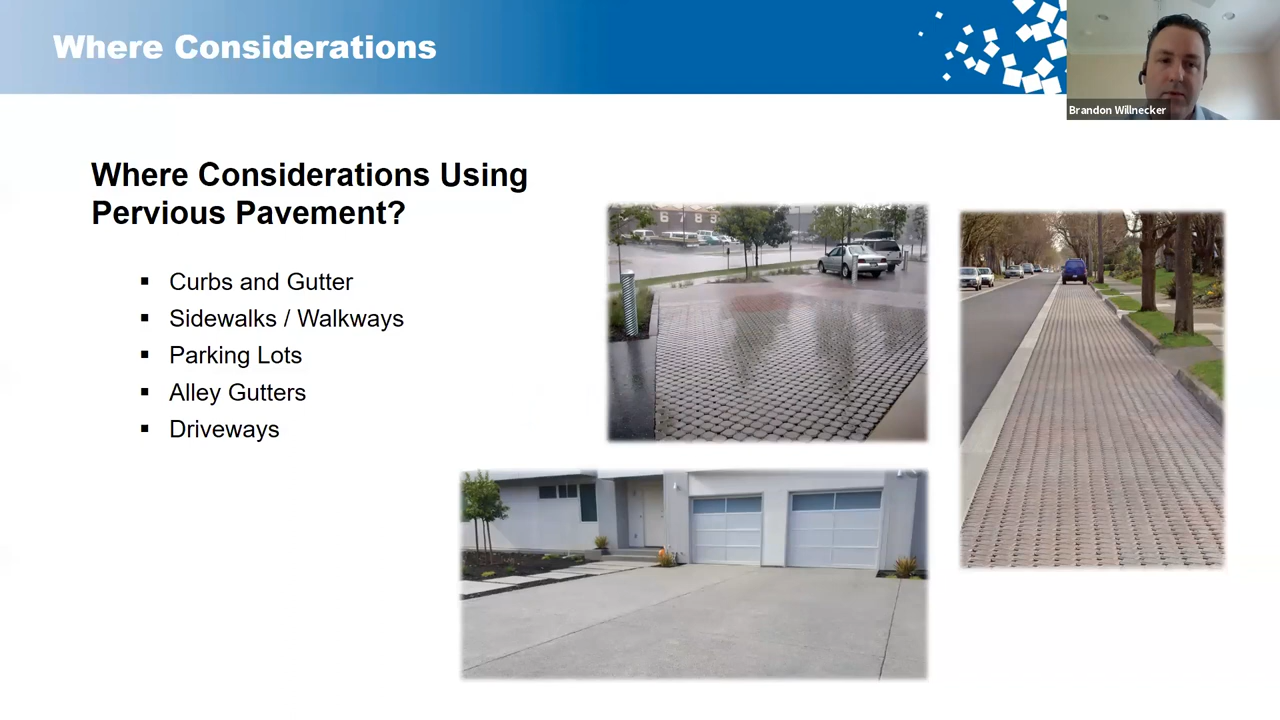 Where Considerations
Brandon Willnecker
Where Considerations Using
Pervious Pavement?
▪ Curbs and Gutter
▪ Sidewalks / Walkways
▪ Parking Lots
▪ Alley Gutters
▪ Driveways